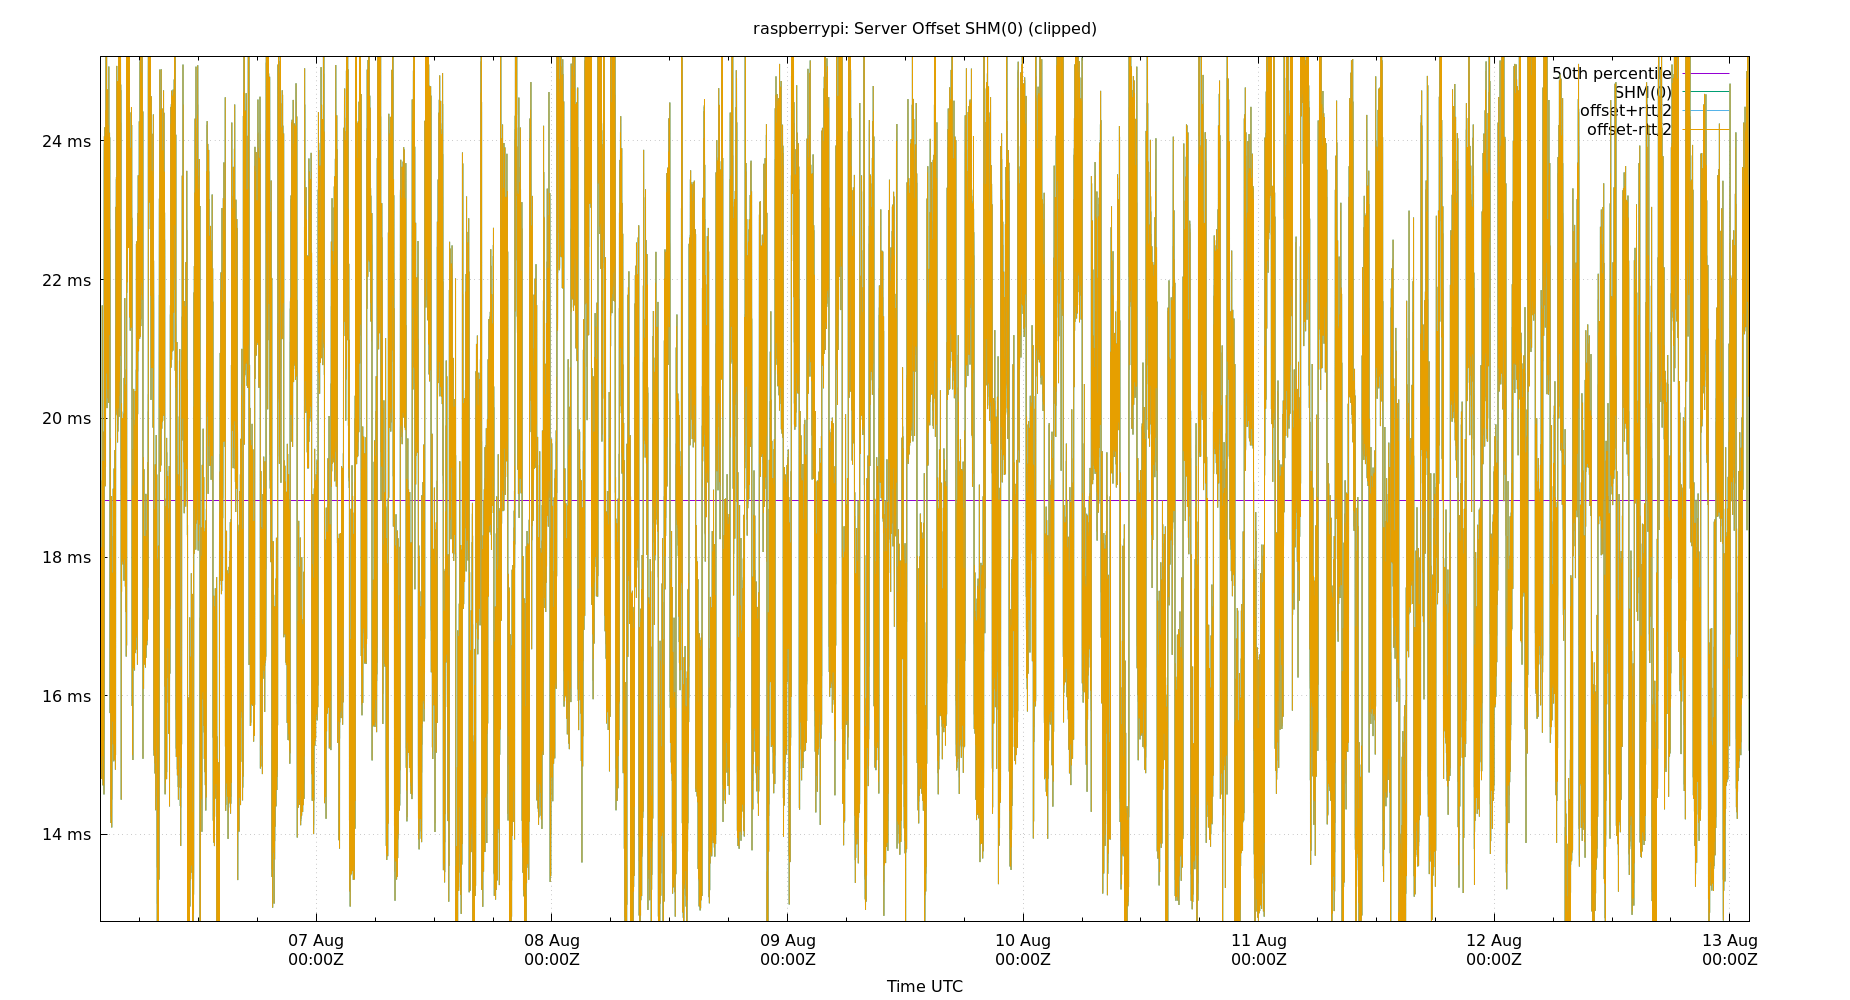 raspberrypi: Server Offset SHM(0) (clipped)
50th percentile
SHM(0)
offset+rtt/2
offset-rtt/2
24 ms
22 ms
20 ms
18 ms
16 ms
14 ms
07 Aug
00:00Z
08 Aug
00:00Z
09 Aug
00:00Z
10 Aug
00:00Z
11 Aug
00:00Z
12 Aug
00:00Z
13 Aug
00:00Z
Time UTC